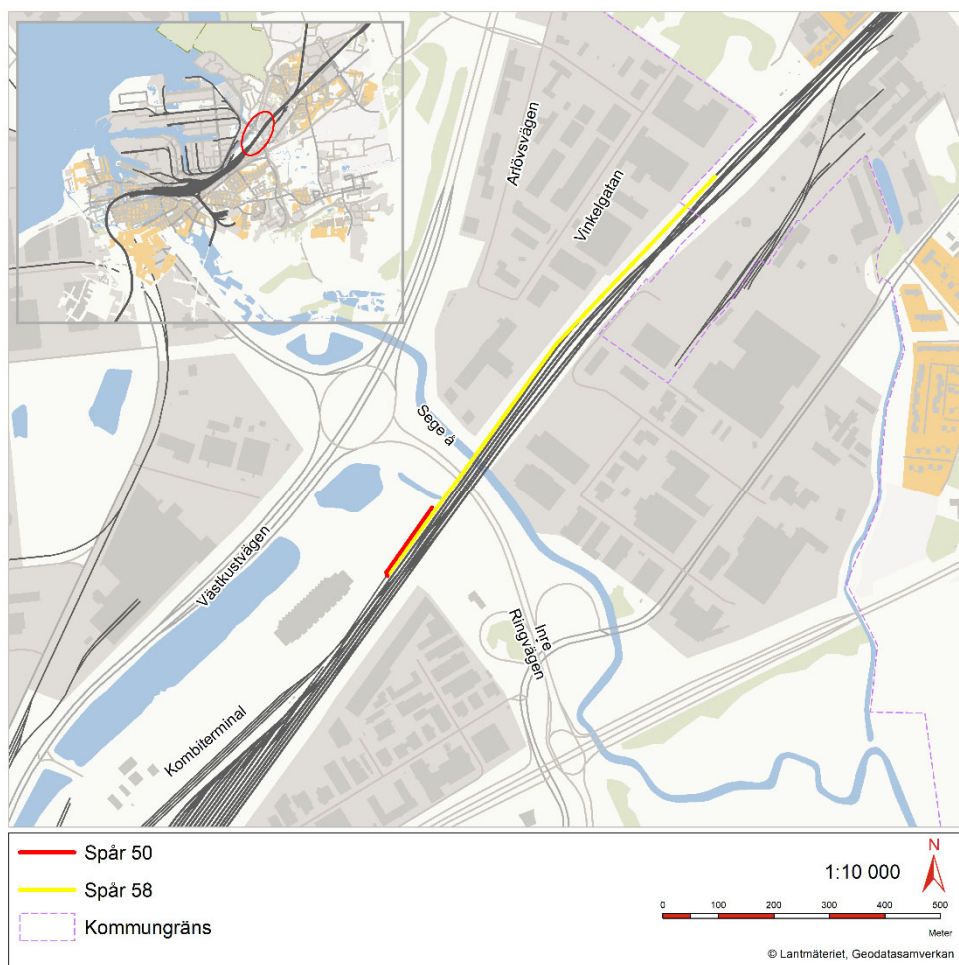 Arlövsvägen
Vinkelgatan
Sege å
Västkustvägen
Inre
Ringvägen
Kombiterminal
Spår 50
Spår 58
Kommungräns
1:10 000
N
0 100 200 300 400 500
Meter
© Lantmäteriet, Geodatasamverkan